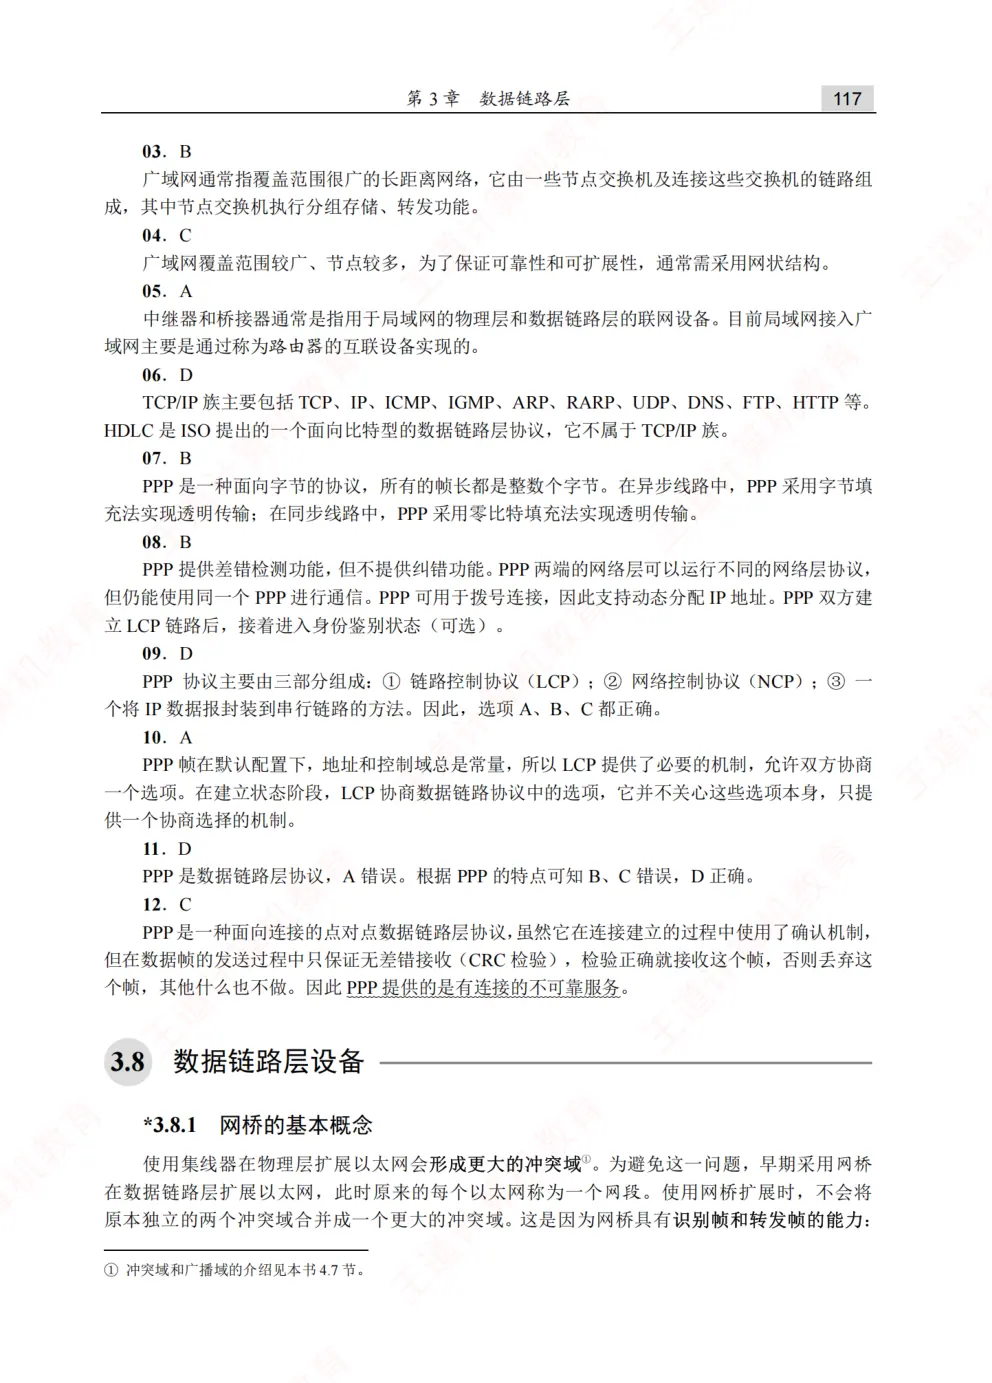 第 3 章 数据链路层
117
03．B
广域网通常指覆盖范围很广的长距离网络，它由一些节点交换机及连接这些交换机的链路组
成，其中节点交换机执行分组存储、转发功能。
04．C
广域网覆盖范围较广、节点较多，为了保证可靠性和可扩展性，通常需采用网状结构。
05．A
中继器和桥接器通常是指用于局域网的物理层和数据链路层的联网设备。目前局域网接入广
域网主要是通过称为路由器的互联设备实现的。
06．D
TCP/IP 族主要包括 TCP、IP、ICMP、IGMP、ARP、RARP、UDP、DNS、FTP、HTTP 等。
HDLC 是 ISO 提出的一个面向比特型的数据链路层协议，它不属于 TCP/IP 族。
07．B
PPP 是一种面向字节的协议，所有的帧长都是整数个字节。在异步线路中，PPP 采用字节填
充法实现透明传输；在同步线路中，PPP 采用零比特填充法实现透明传输。
08．B
PPP 提供差错检测功能，但不提供纠错功能。PPP 两端的网络层可以运行不同的网络层协议，
但仍能使用同一个 PPP 进行通信。PPP 可用于拨号连接，因此支持动态分配 IP 地址。PPP 双方建
立 LCP 链路后，接着进入身份鉴别状态（可选）。
09．D
PPP 协议主要由三部分组成：① 链路控制协议（LCP）；② 网络控制协议（NCP）；③ 一
个将 IP 数据报封装到串行链路的方法。因此，选项 A、B、C 都正确。
10．A
PPP 帧在默认配置下，地址和控制域总是常量，所以 LCP 提供了必要的机制，允许双方协商
一个选项。在建立状态阶段，LCP 协商数据链路协议中的选项，它并不关心这些选项本身，只提
供一个协商选择的机制。
11．D
PPP 是数据链路层协议，A 错误。根据 PPP 的特点可知 B、C 错误，D 正确。
12．C
PPP 是一种面向连接的点对点数据链路层协议，虽然它在连接建立的过程中使用了确认机制，
但在数据帧的发送过程中只保证无差错接收（CRC 检验），检验正确就接收这个帧，否则丢弃这
个帧，其他什么也不做。因此 PPP 提供的是有连接的不可靠服务。
3.8 数据链路层设备
*3.8.1 网桥的基本概念
使用集线器在物理层扩展以太网会形成更大的冲突域①。为避免这一问题，早期采用网桥
在数据链路层扩展以太网，此时原来的每个以太网称为一个网段。使用网桥扩展时，不会将
原本独立的两个冲突域合并成一个更大的冲突域。这是因为网桥具有识别帧和转发帧的能力：
① 冲突域和广播域的介绍见本书 4.7 节。